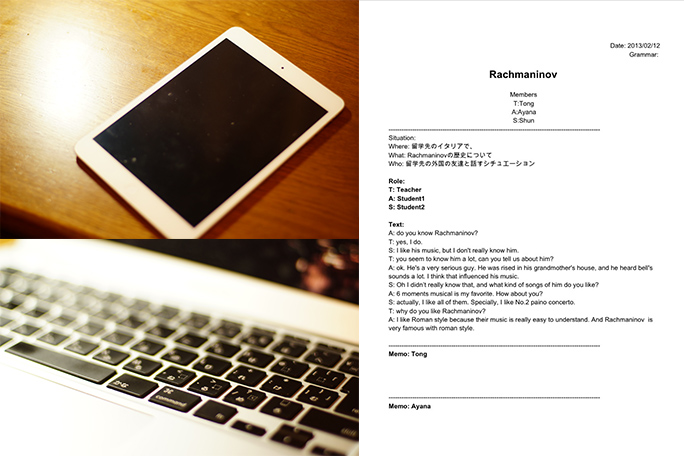 Date: 2013/02/12
Grammar:
Rachmaninov
Members
T:Tong
A:Ayana
S:Shun
Situation:
Where: 留学先のイタリアで、
What: Rachmaninovの歴史について
Who: 留学先の外国の友達と話すシチュエーション
Role:
T: Teacher
A: Student1
S: Student2
Text:
A: do you know Rachmaninov?
T: yes, I do.
S: I like his music, but I don't really know him.
T: you seem to know him a lot, can you tell us about him?
A: ok. He's a very serious guy. He was rised in his grandmother's house, and he heard bell's
sounds a lot. I think that influenced his music.
S: Oh I didn't really know that, and what kind of songs of him do you like?
A: 6 moments musical is my favorite. How about you?
S: actually. I like all of them. Specially, I like No.2 paino concerto.
T: why do you like Rachmaninov?
A: I like Roman style because their music is really easy to understand. And Rachmaninov is
very famous with roman style.
Memo: Tong
Memo: Ayana
command